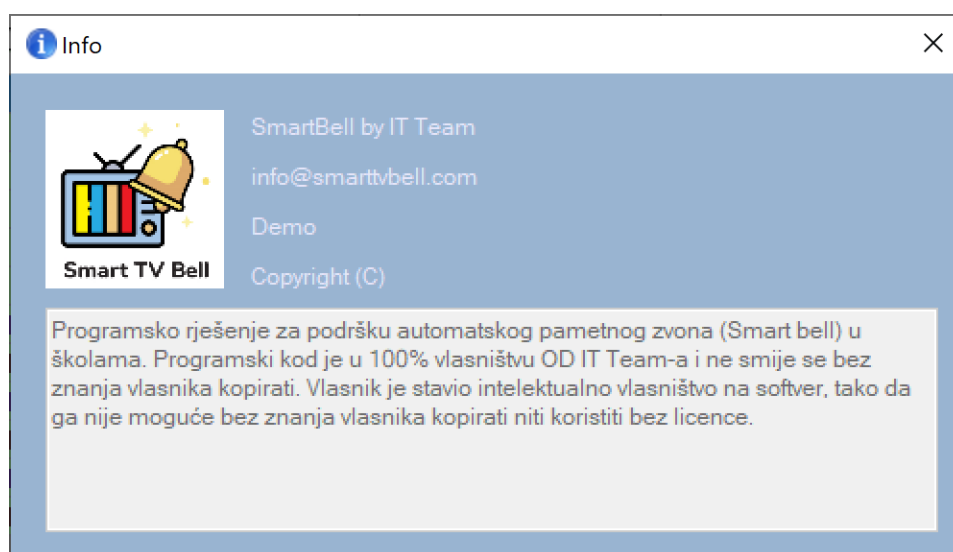 Info
SmartBell by IT Team
info@smarttvbell.com
Demo
Copyright (C)
Smart TV Bell
Programsko rješenje za podršku automatskog pametnog zvona (Smart bell) u
školama. Programski kod je u 100% vlasništvu OD IT Team-a i ne smije se bez
znanja vlasnika kopirati. Vlasnik je stavio intelektualno vlasništvo na softver, tako da
ga nije moguće bez znanja vlasnika kopirati niti koristiti bez licence.